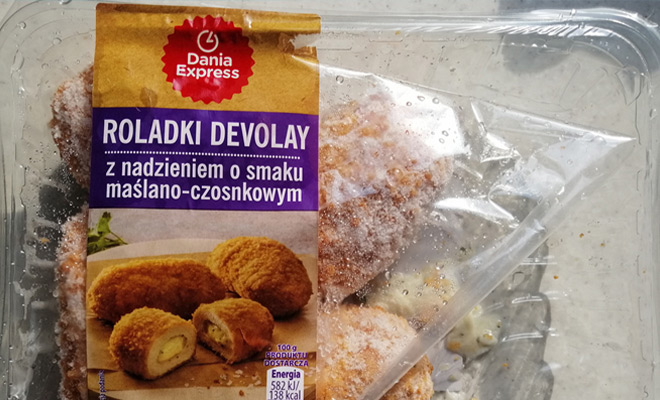 Dania
Express
ROLADKI DEVOLAY
z nadzieniem o smaku
maślano-czosnkowym
100 g
PRODUKTU
DOSTARCZA
Energia
582 kJ/
138 kcal